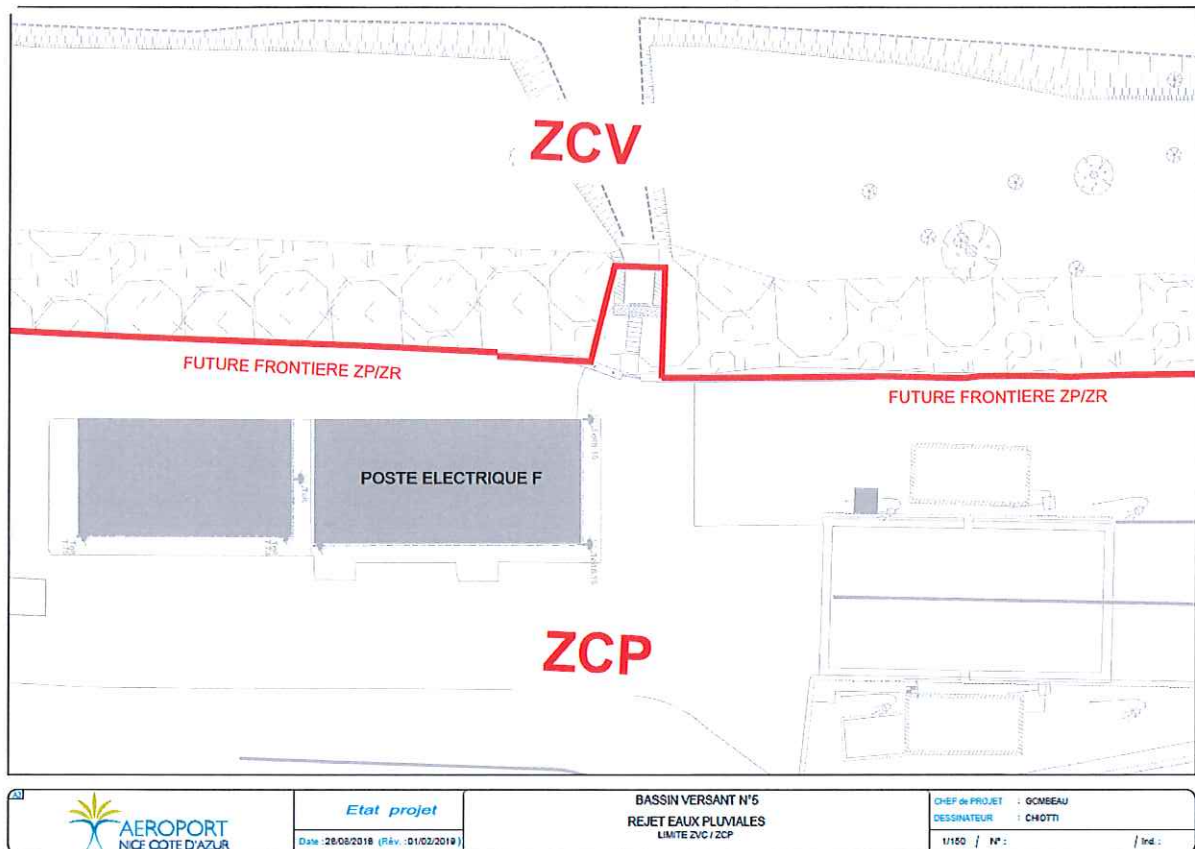 ZCV
FUTURE FRONTIERE ZP/ZR
FUTURE FRONTIERE ZP/ZR
POSTE ELECTRIQUE F
ZCP
AEROPORT
NICE COTE D'AZUR
Etat projet
Date :28/08/2018 (Rév. :01/02/2019)
BASSIN VERSANT N°5
REJET EAUX PLUVIALES
LIMITE ZVC / ZCP
CHEF de PROJET : GOMBEAU
DESSINATEUR : CHIOTTI
1/150 / N° : / Ind. :